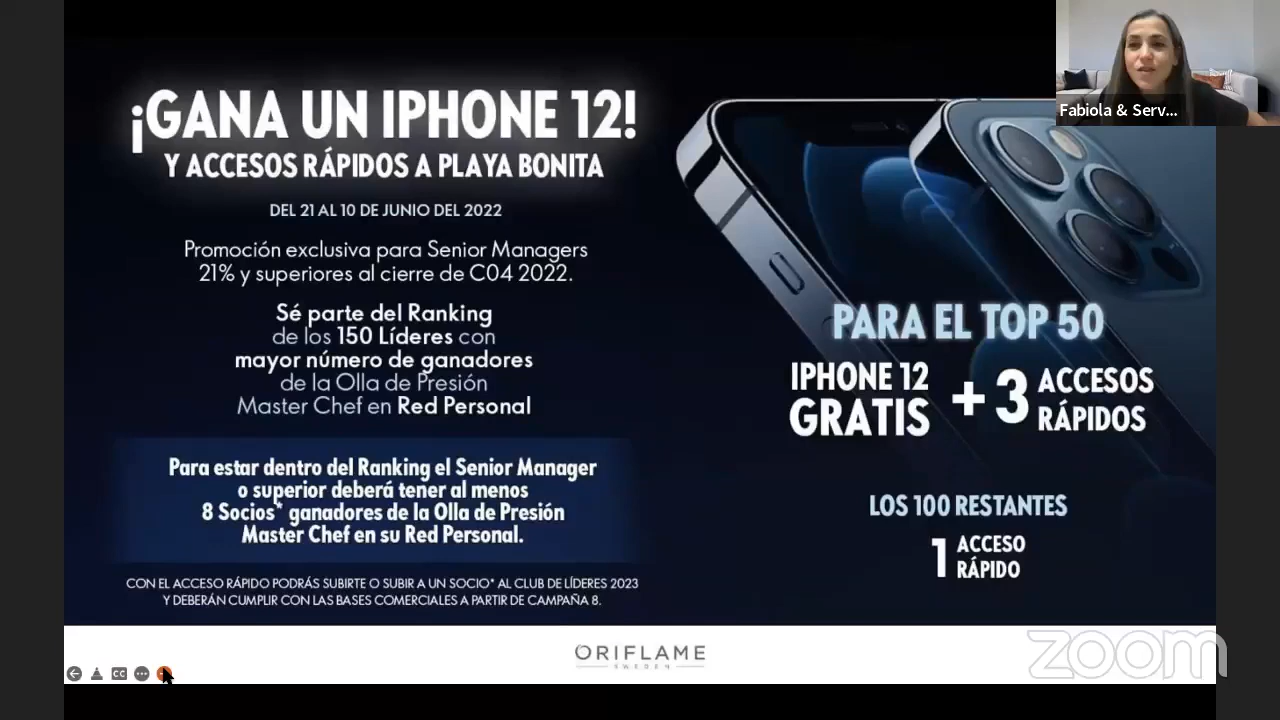 ¡GANA UN IPHONE 12!
Y ACCESOS RÁPIDOS A PLAYA BONITA
DEL 21 AL 10 DE JUNIO DEL 2022
Promoción exclusiva para Senior Managers
21% y superiores al cierre de C04 2022.
Sé parte del Ranking
de los 150 Líderes con
mayor número de ganadores
de la Olla de Presión
Master Chef en Red Personal
Para estar dentro del Ranking el Senior Manager
o superior deberá tener al menos
8 Socios* ganadores de la Olla de Presión
Master Chef en su Red Personal.
CON EL ACCESO RÁPIDO PODRÁS SUBIRTE O SUBIR A UN SOCIO* AL CLUB DE LÍDERES 2023
Y DEBERÁN CUMPLIR CON LAS BASES COMERCIALES A PARTIR DE CAMPAÑA 8.
Fabiola & Serv...
PARA EL TOP 50
IPHONE 12
GRATIS
+ 3
ACCESOS
RÁPIDOS
LOS 100 RESTANTES
1
ACCESO
RÁPIDO
ORIFLAME
SWEDEN
CC
zoom